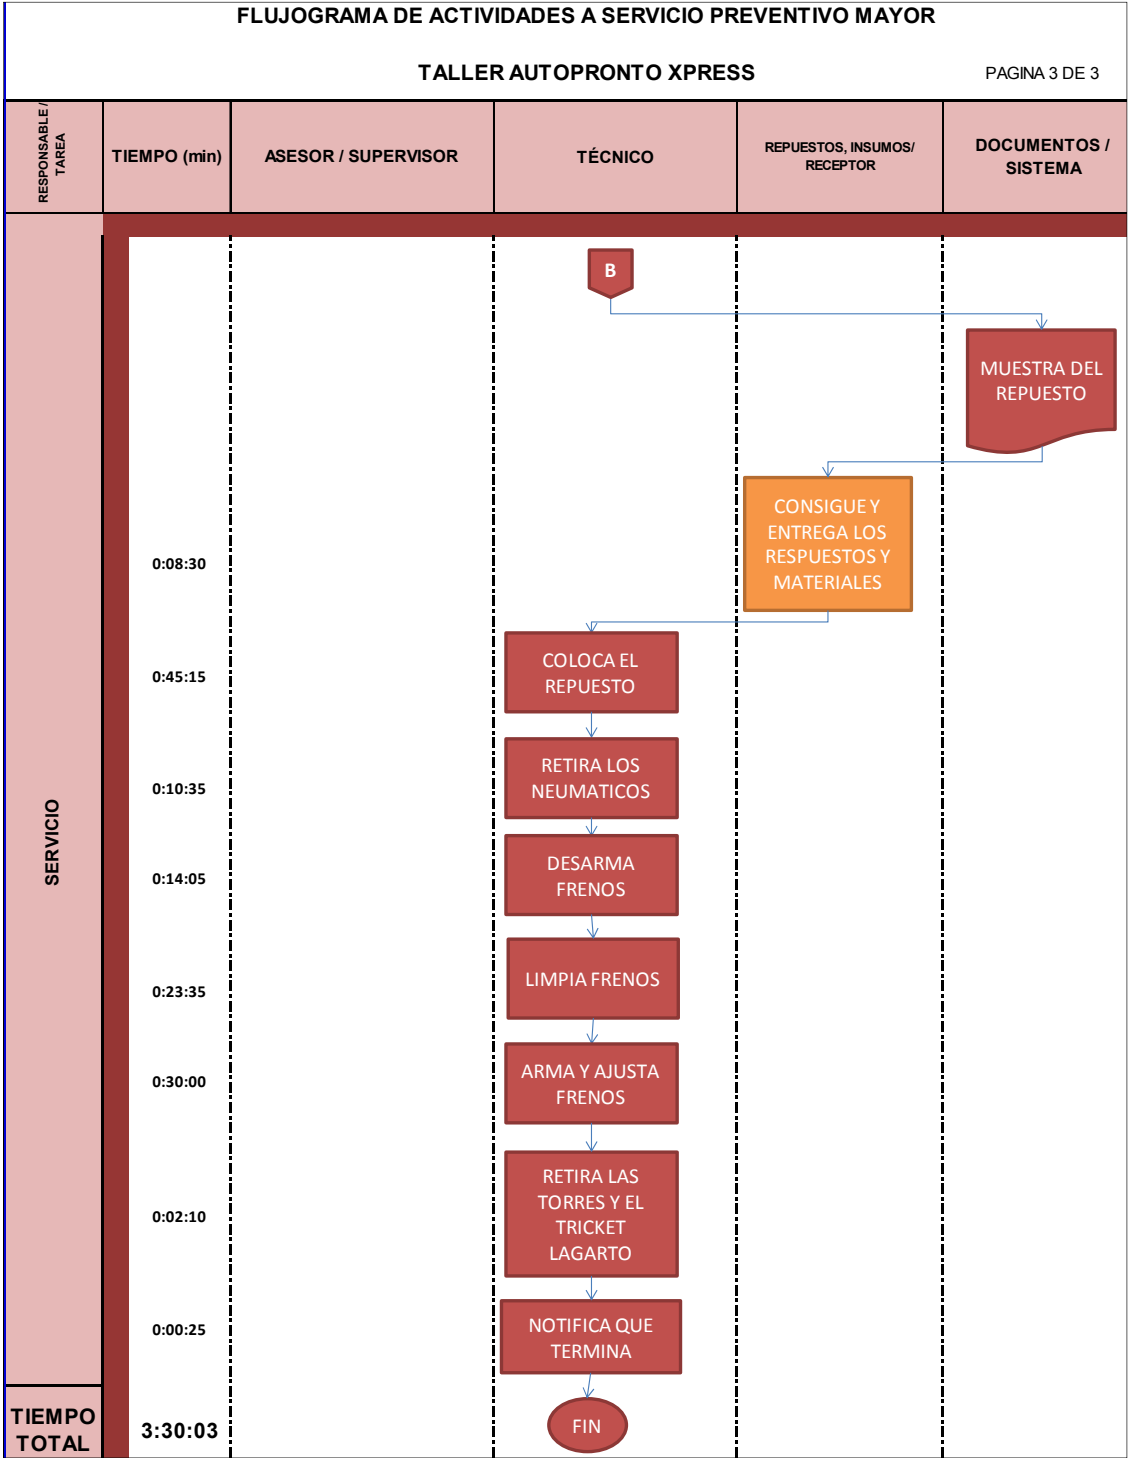 FLUJOGRAMA DE ACTIVIDADES A SERVICIO PREVENTIVO MAYOR
TALLER AUTOPRONTO XPRESS
PAGINA 3 DE 3
RESPONSABLE /
TAREA
TIEMPO (min)
ASESOR / SUPERVISOR
TÉCNICO
REPUESTOS, INSUMOS/
RECEPTOR
DOCUMENTOS /
SISTEMA
SERVICIO
B
MUESTRA DEL
REPUESTO
CONSIGUE Y
ENTREGA LOS
RESPUESTOS Y
MATERIALES
0:08:30
COLOCA EL
REPUESTO
0:45:15
RETIRA LOS
NEUMATICOS
0:10:35
DESARMA
FRENOS
0:14:05
LIMPIA FRENOS
0:23:35
ARMA Y AJUSTA
FRENOS
0:30:00
RETIRA LAS
TORRES Y EL
TRICKET
LAGARTO
0:02:10
NOTIFICA QUE
TERMINA
0:00:25
TIEMPO
TOTAL
3:30:03
FIN